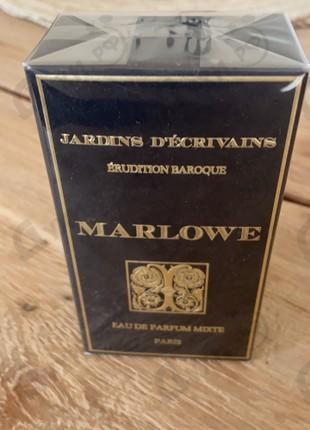 JARDINS D'ÉCRIVAINS
ÉRUDITION BAROQUE
MARLOWE
EAU DE PARFUM MIXTE
PARIS